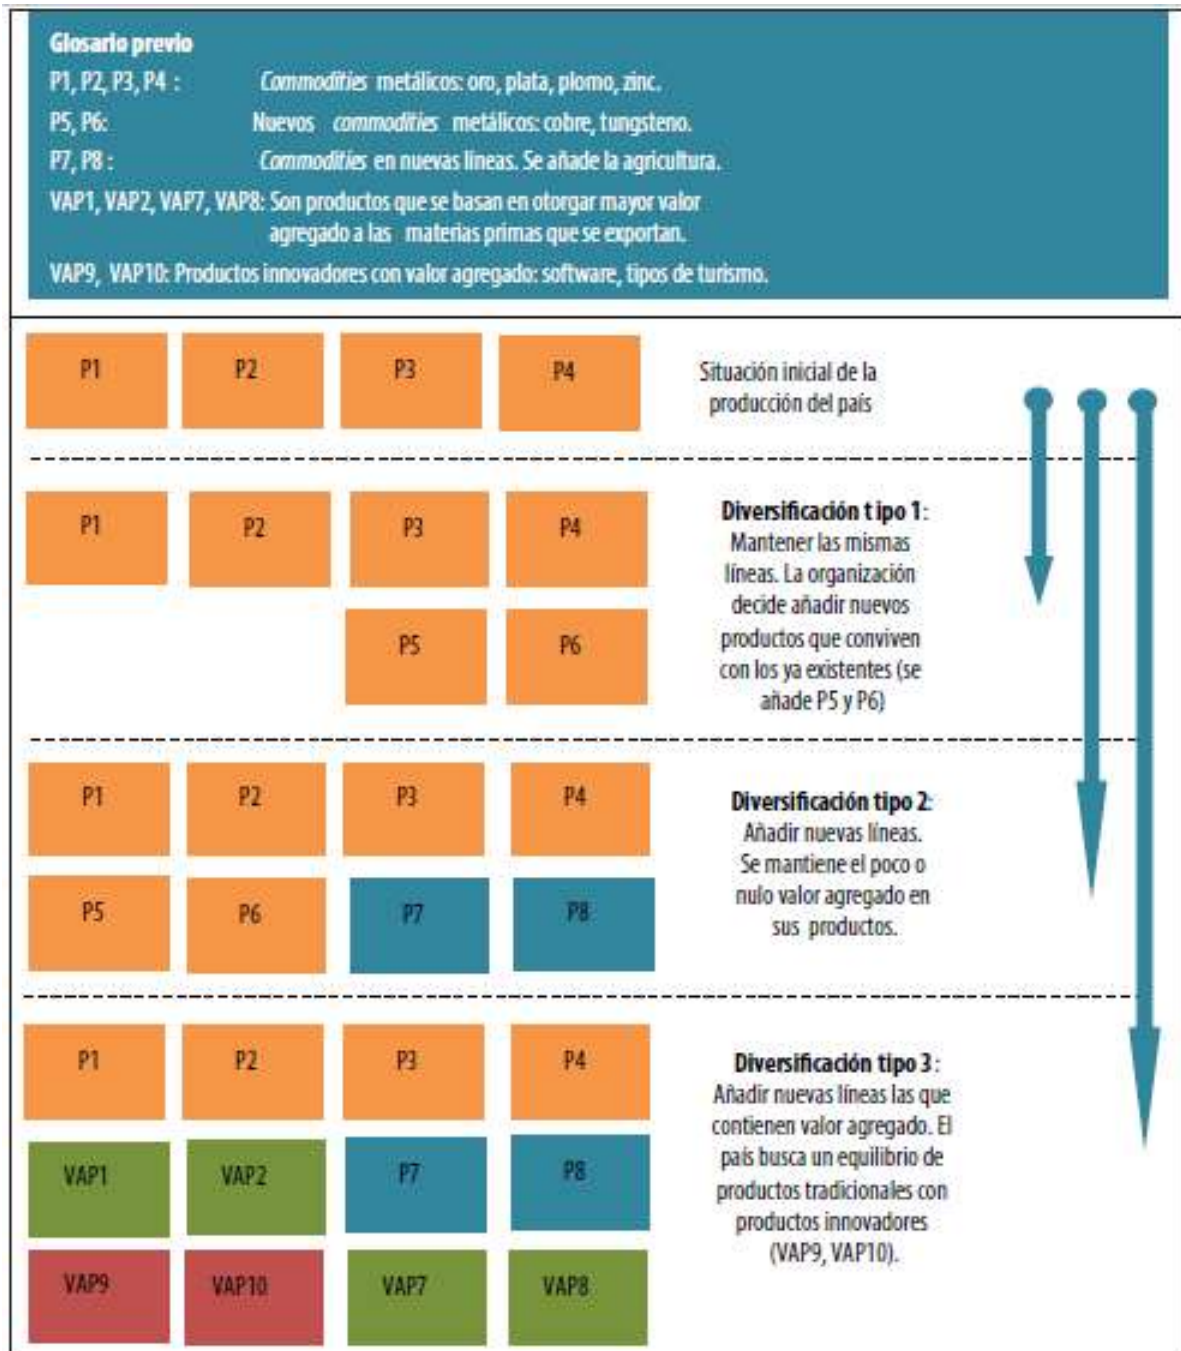 Glosario previo
P1, P2, P3, P4 : Commodities metálicos: oro, plata, plomo, zinc.
P5, P6: Nuevos commodities metálicos: cobre, tungsteno.
P7, P8 : Commodities en nuevas líneas. Se añade la agricultura.
VAP1, VAP2, VAP7, VAP8: Son productos que se basan en otorgar mayor valor
agregado a las materias primas que se exportan.
VAP9, VAP10: Productos innovadores con valor agregado: software, tipos de turismo.
P1 P2 P3 P4
Situación inicial de la
producción del país
P1 P2 P3 P4
P5 P6
Diversificación t ipo 1:
Mantener las mismas
líneas. La organización
decide añadir nuevos
productos que conviven
con los ya existentes (se
añade P5 y P6)
P1 P2 P3 P4
P5 P6 P7 P8
Diversificación tipo 2:
Añadir nuevas líneas.
Se mantiene el poco o
nulo valor agregado en
sus productos.
P1 P2 P3 P4
VAP1 VAP2 P7 P8
VAP9 VAP10 VAP7 VAP8
Diversificación tipo 3:
Añadir nuevas líneas las que
contienen valor agregado. El
país busca un equilibrio de
productos tradicionales con
productos innovadores
(VAP9, VAP10).